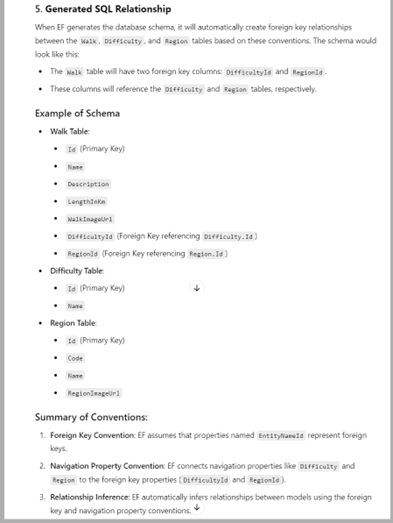 5. Generated SQL Relationship
When EF generates the database schema, it will automatically create foreign key relationships
between the Walk, Difficulty, and Region tables based on these conventions. The schema would
look like this:
• The Walk table will have two foreign key columns: DifficultyId and RegionId.
• These columns will reference the Difficulty and Region tables, respectively.
Example of Schema
• Walk Table:
• Id (Primary Key)
• Name
• Description
• LengthInKm
• WalkImageUrl
• DifficultyId (Foreign Key referencing Difficulty.Id)
• RegionId (Foreign Key referencing Region.Id)
• Difficulty Table:
• Id (Primary Key)
• Name
• Region Table:
• Id (Primary Key)
• Code
• Name
• RegionImageUrl
Summary of Conventions:
1. Foreign Key Convention: EF assumes that properties named EntityNameId represent foreign
keys.
2. Navigation Property Convention: EF connects navigation properties like Difficulty and
Region to the foreign key properties (DifficultyId and RegionId).
3. Relationship Inference: EF automatically infers relationships between models using the foreign
key and navigation property conventions.